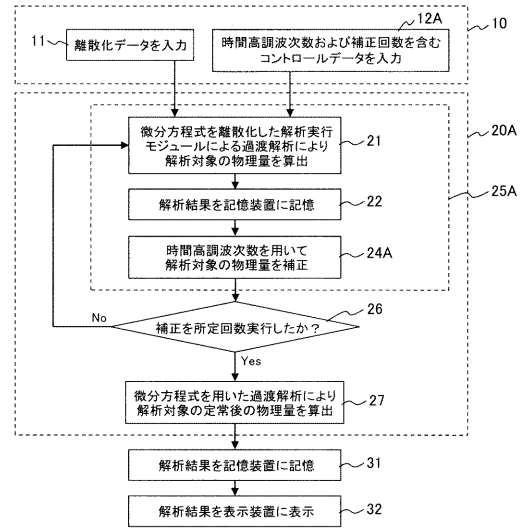 12A
10
11
離散化データを入力
時間高調波次数および補正回数を含む
コントロールデータを入力
20A
25A
微分方程式を離散化した解析実行
モジュールによる過渡解析により
解析対象の物理量を算出
21
解析結果を記憶装置に記憶
22
時間高調波次数を用いて
解析対象の物理量を補正
24A
26
No
補正を所定回数実行したか？
Yes
微分方程式を用いた過渡解析により
解析対象の定常後の物理量を算出
27
解析結果を記憶装置に記憶
31
解析結果を表示装置に表示
32